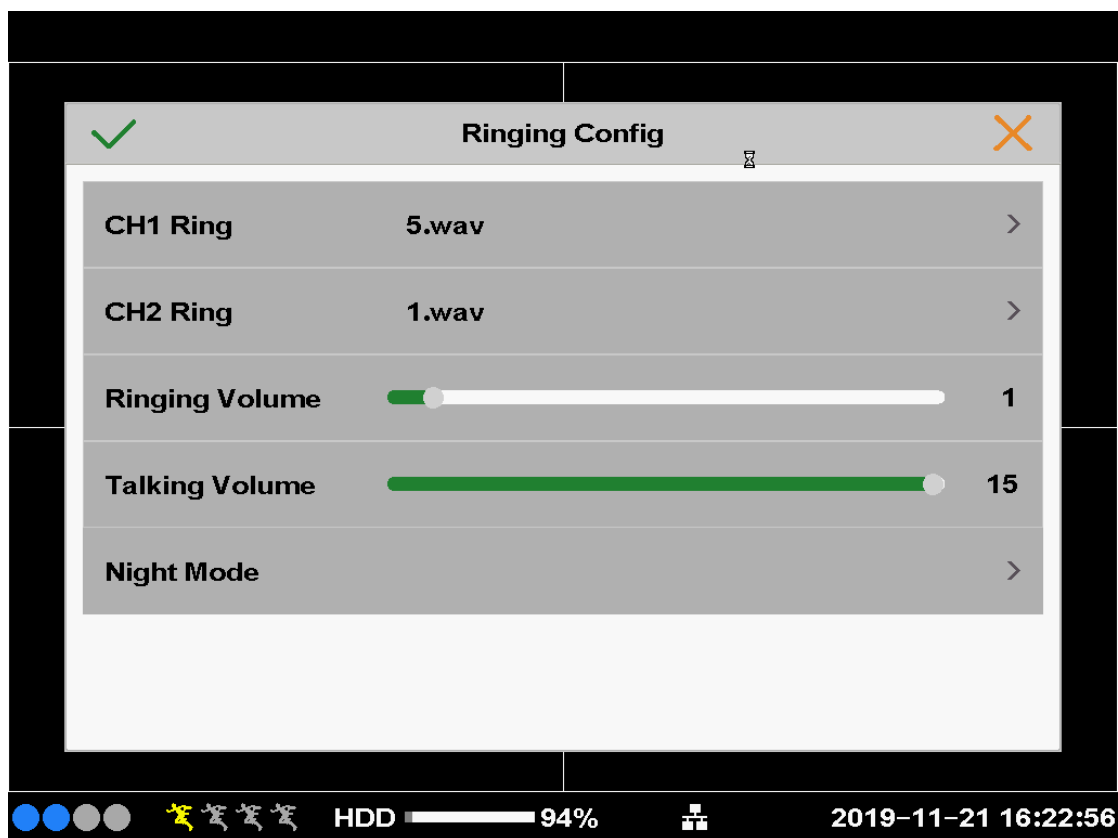 Ringing Config
CH1 Ring 5.wav >
CH2 Ring 1.wav >
Ringing Volume 1
Talking Volume 15
Night Mode >
HDD 94% 2019-11-21 16:22:56